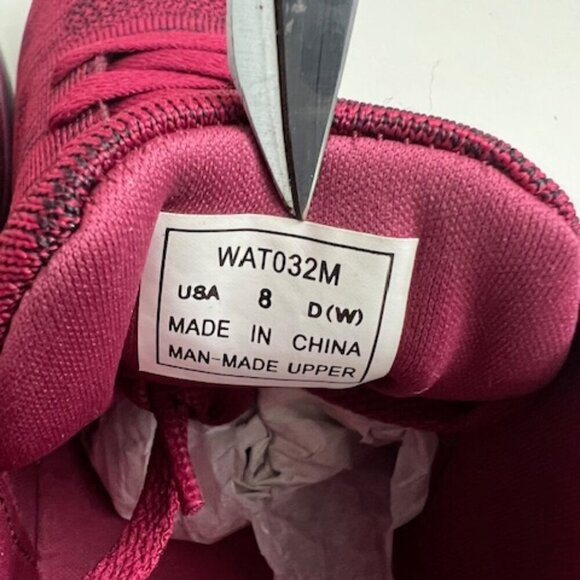 WAT032M
USA 8 D(W)
MADE IN CHINA
MAN-MADE UPPER